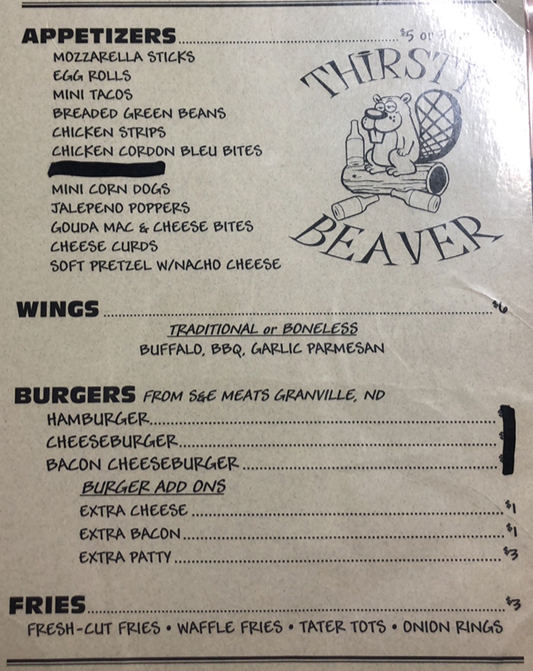 APPETIZERS $5 or
MOZZARELLA STICKS
EGG ROLLS
MINI TACOS
BREADED GREEN BEANS
CHICKEN STRIPS
CHICKEN CORDON BLEU BITES
MINI CORN DOGS
JALEPENO POPPERS
GOUDA MAC & CHEESE BITES
CHEESE CURDS
SOFT PRETZEL W/NACHO CHEESE
THIRSTY
BEAVER
WINGS $6
TRADITIONAL or BONELESS
BUFFALO, BBQ, GARLIC PARMESAN
BURGERS FROM S&E MEATS GRANVILLE, ND
HAMBURGER
CHEESEBURGER
BACON CHEESEBURGER
BURGER ADD ONS
EXTRA CHEESE $1
EXTRA BACON $1
EXTRA PATTY $3
FRIES $3
FRESH-CUT FRIES • WAFFLE FRIES • TATER TOTS • ONION RINGS